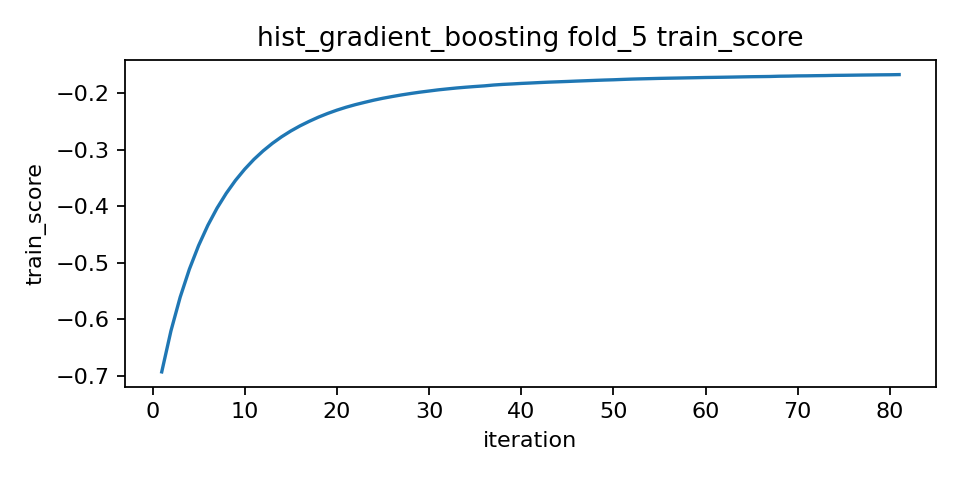 hist_gradient_boosting fold_5 train_score
−0.2
−0.3
−0.4
−0.5
−0.6
−0.7
train_score
0 10 20 30 40 50 60 70 80
iteration